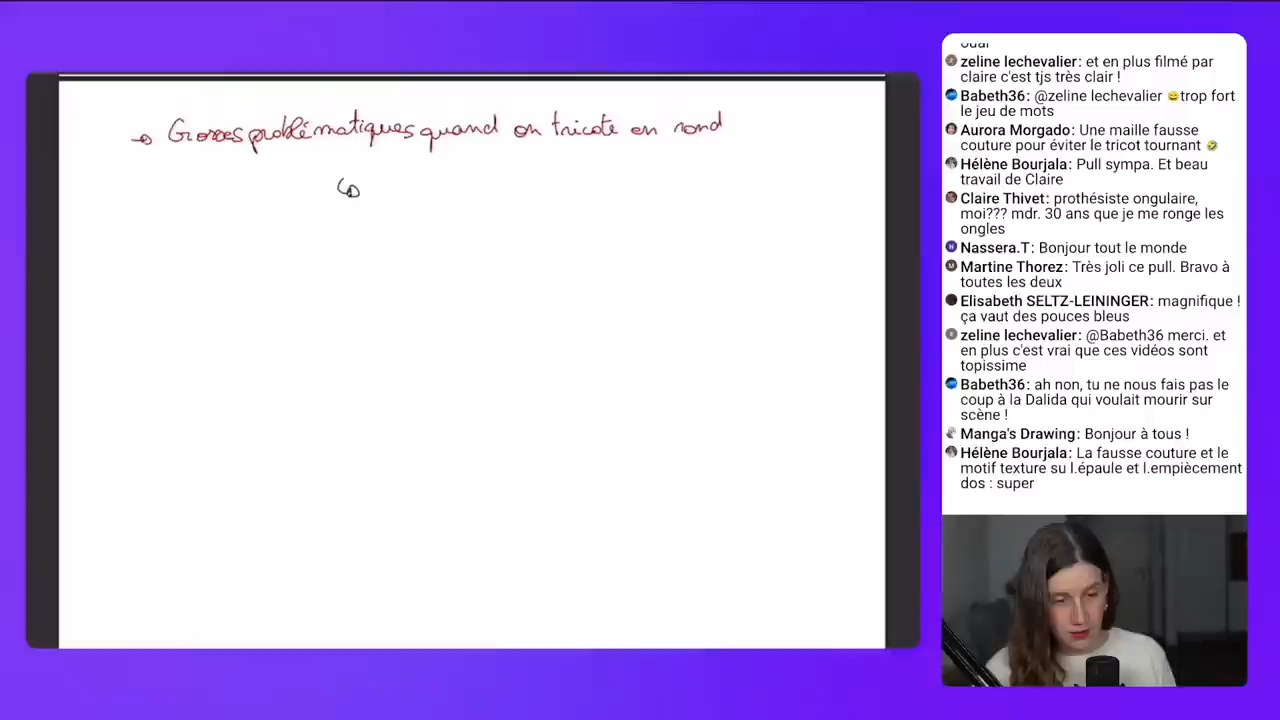 → Grosses problématiques quand on tricote en rond
ouai
zeline lechevalier: et en plus filmé par
claire c'est tjs très clair !
Babeth36: @zeline lechevalier 😄trop fort
le jeu de mots
Aurora Morgado: Une maille fausse
couture pour éviter le tricot tournant 🤣
Hélène Bourjala: Pull sympa. Et beau
travail de Claire
Claire Thivet: prothésiste ongulaire,
moi??? mdr. 30 ans que je me ronge les
ongles
Nassera.T: Bonjour tout le monde
Martine Thorez: Très joli ce pull. Bravo à
toutes les deux
Elisabeth SELTZ-LEININGER: magnifique !
ça vaut des pouces bleus
zeline lechevalier: @Babeth36 merci. et
en plus c'est vrai que ces vidéos sont
topissime
Babeth36: ah non, tu ne nous fais pas le
coup à la Dalida qui voulait mourir sur
scène !
Manga's Drawing: Bonjour à tous !
Hélène Bourjala: La fausse couture et le
motif texture su l.épaule et l.empiècement
dos : super